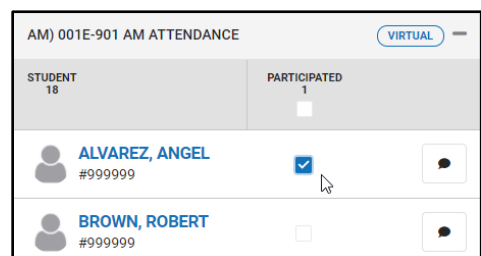 AM) 001E-901 AM ATTENDANCE VIRTUAL
STUDENT PARTICIPATED
18 1
ALVAREZ, ANGEL
#999999
BROWN, ROBERT
#999999